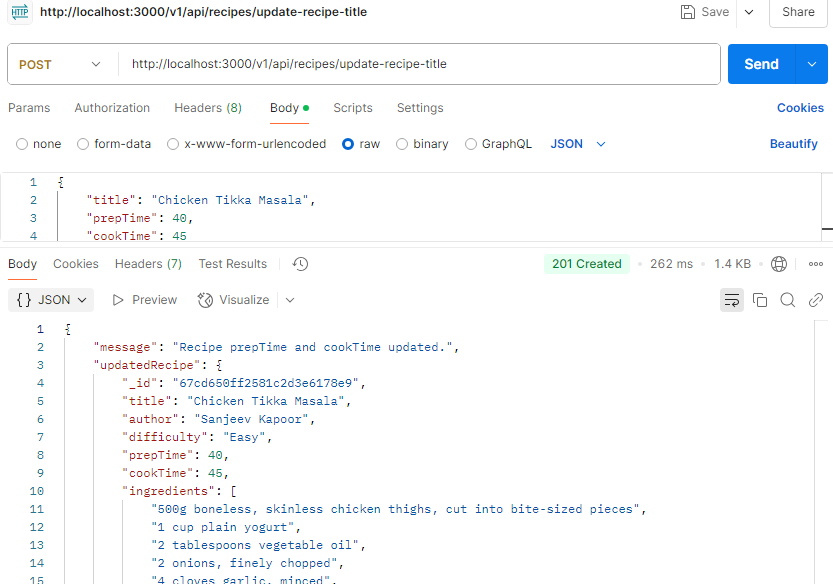 HTTP http://localhost:3000/v1/api/recipes/update-recipe-title Save Share
POST http://localhost:3000/v1/api/recipes/update-recipe-title Send
Params Authorization Headers (8) Body Scripts Settings Cookies
none form-data x-www-form-urlencoded raw binary GraphQL JSON Beautify
1 {
2 "title": "Chicken Tikka Masala",
3 "prepTime": 40,
4 "cookTime": 45
Body Cookies Headers (7) Test Results 201 Created 262 ms 1.4 KB
{} JSON Preview Visualize
1 {
2 "message": "Recipe prepTime and cookTime updated.",
3 "updatedRecipe": {
4 "_id": "67cd650ff2581c2d3e6178e9",
5 "title": "Chicken Tikka Masala",
6 "author": "Sanjeev Kapoor",
7 "difficulty": "Easy",
8 "prepTime": 40,
9 "cookTime": 45,
10 "ingredients": [
11 "500g boneless, skinless chicken thighs, cut into bite-sized pieces",
12 "1 cup plain yogurt",
13 "2 tablespoons vegetable oil",
14 "2 onions, finely chopped",
15 "4 cloves garlic, minced",